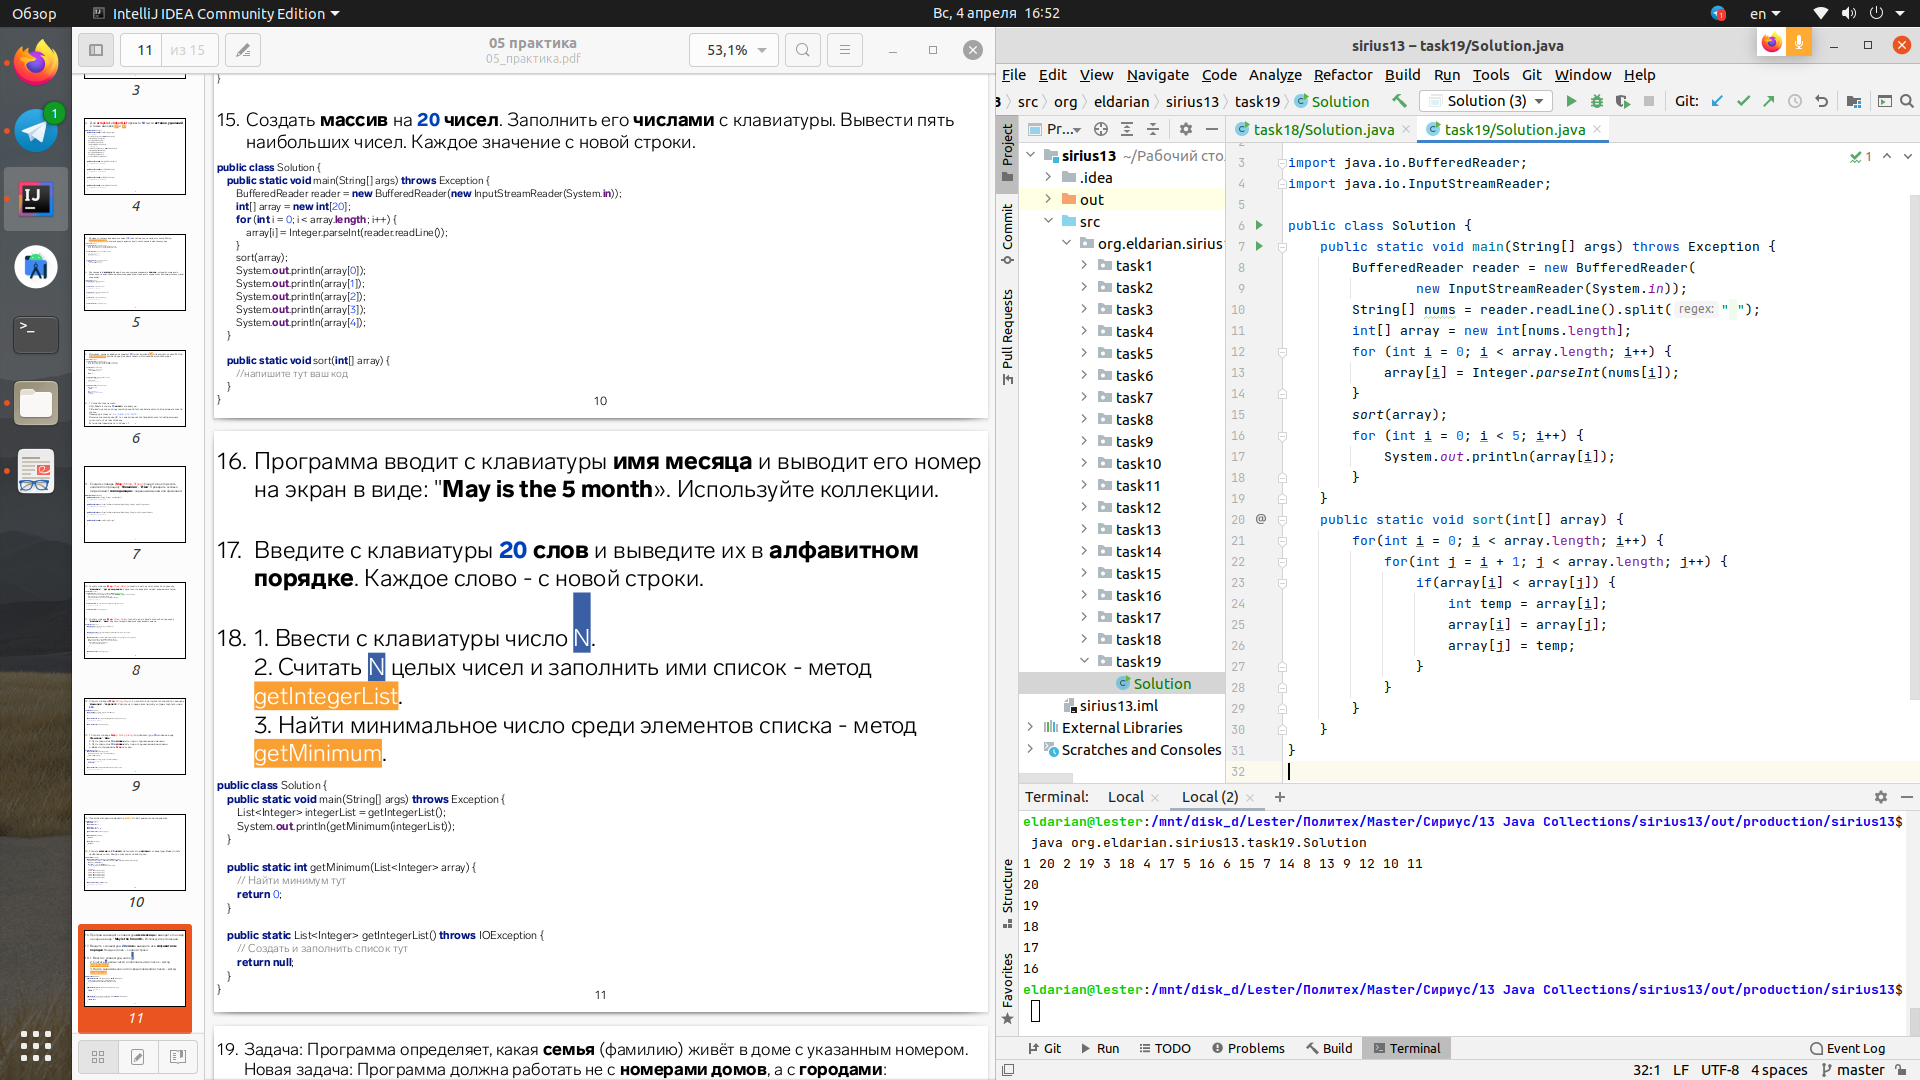 Обзор
IntelliJ IDEA Community Edition
Вс, 4 апреля 16:52
en
11 из 15
05 практика
05_практика.pdf
53,1%
3
4
5
6
7
8
9
10
11
}
15. Создать массив на 20 чисел. Заполнить его числами с клавиатуры. Вывести пять
наибольших чисел. Каждое значение с новой строки.
public class Solution {
public static void main(String[] args) throws Exception {
BufferedReader reader = new BufferedReader(new InputStreamReader(System.in));
int[] array = new int[20];
for (int i = 0; i < array.length; i++) {
array[i] = Integer.parseInt(reader.readLine());
}
sort(array);
System.out.println(array[0]);
System.out.println(array[1]);
System.out.println(array[2]);
System.out.println(array[3]);
System.out.println(array[4]);
}
public static void sort(int[] array) {
//напишите тут ваш код
}
}
10
16. Программа вводит с клавиатуры имя месяца и выводит его номер
на экран в виде: "May is the 5 month». Используйте коллекции.
17. Введите с клавиатуры 20 слов и выведите их в алфавитном
порядке. Каждое слово - с новой строки.
18. 1. Ввести с клавиатуры число N.
2. Считать N целых чисел и заполнить ими список - метод
getIntegerList.
3. Найти минимальное число среди элементов списка - метод
getMinimum.
public class Solution {
public static void main(String[] args) throws Exception {
List<Integer> integerList = getIntegerList();
System.out.println(getMinimum(integerList));
}
public static int getMinimum(List<Integer> array) {
// Найти минимум тут
return 0;
}
public static List<Integer> getIntegerList() throws IOException {
// Создать и заполнить список тут
return null;
}
}
11
19. Задача: Программа определяет, какая семья (фамилию) живёт в доме с указанным номером.
Новая задача: Программа должна работать не с номерами домов, а с городами:
sirius13 – task19/Solution.java
File Edit View Navigate Code Analyze Refactor Build Run Tools Git Window Help
3 src org eldarian sirius13 task19 Solution
Solution (3)
Git:
Pr...
task18/Solution.java
task19/Solution.java
Project
Commit
Pull Requests
Structure
Favorites
sirius13 ~/Рабочий сто
.idea
out
src
org.eldarian.sirius
task1
task2
task3
task4
task5
task6
task7
task8
task9
task10
task11
task12
task13
task14
task15
task16
task17
task18
task19
Solution
sirius13.iml
External Libraries
Scratches and Consoles
1
2
3 import java.io.BufferedReader;
4 import java.io.InputStreamReader;
5
6 public class Solution {
7 public static void main(String[] args) throws Exception {
8 BufferedReader reader = new BufferedReader(
9 new InputStreamReader(System.in));
10 String[] nums = reader.readLine().split( regex: " ");
11 int[] array = new int[nums.length];
12 for (int i = 0; i < array.length; i++) {
13 array[i] = Integer.parseInt(nums[i]);
14 }
15 sort(array);
16 for (int i = 0; i < 5; i++) {
17 System.out.println(array[i]);
18 }
19 }
20 @ public static void sort(int[] array) {
21 for(int i = 0; i < array.length; i++) {
22 for(int j = i + 1; j < array.length; j++) {
23 if(array[i] < array[j]) {
24 int temp = array[i];
25 array[i] = array[j];
26 array[j] = temp;
27 }
28 }
29 }
30 }
31 }
32
Terminal: Local Local (2)
eldarian@lester:/mnt/disk_d/Lester/Политех/Master/Сириус/13 Java Collections/sirius13/out/production/sirius13$
java org.eldarian.sirius13.task19.Solution
1 20 2 19 3 18 4 17 5 16 6 15 7 14 8 13 9 12 10 11
20
19
18
17
16
eldarian@lester:/mnt/disk_d/Lester/Политех/Master/Сириус/13 Java Collections/sirius13/out/production/sirius13$
Git Run TODO Problems Build Terminal Event Log
32:1 LF UTF-8 4 spaces master